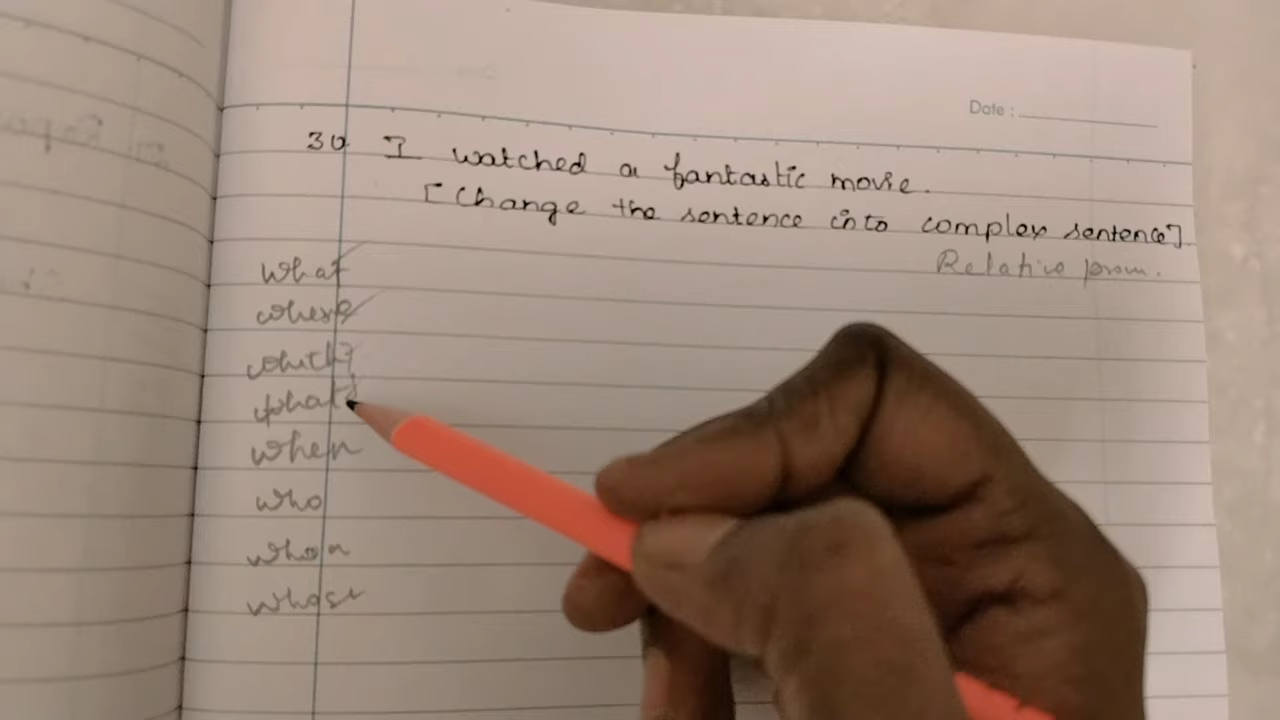 Date :
30 I watched a fantastic movie.
[Change the sentence into complex sentence]
Relative pron.
what
where
which
what
when
who
whom
whose